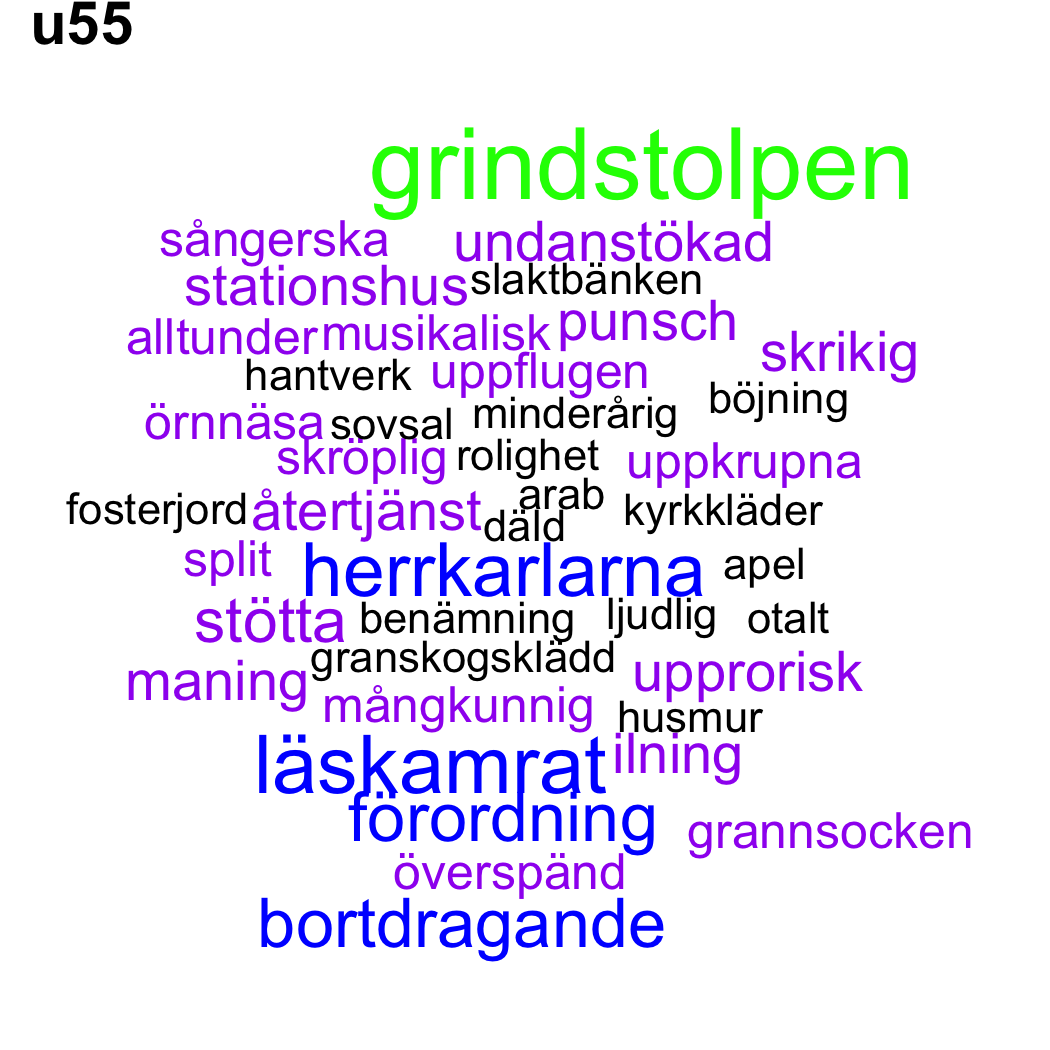 u55
grindstolpen
sångerska undanstökad
stationshus slaktbänken
alltunder musikalisk punsch
skrikig
hantverk uppflugen
örnnäsa sovsal minderårig böjning
skröplig rolighet uppkrupna
fosterjord återtjänst arab kyrkkläder
däld
split herrkarlarna apel
stötta benämning ljudlig otalt
granskogsklädd
maning mångkunnig upprorisk
husmur
läskamrat ilning
förordning grannsocken
överspänd
bortdragande